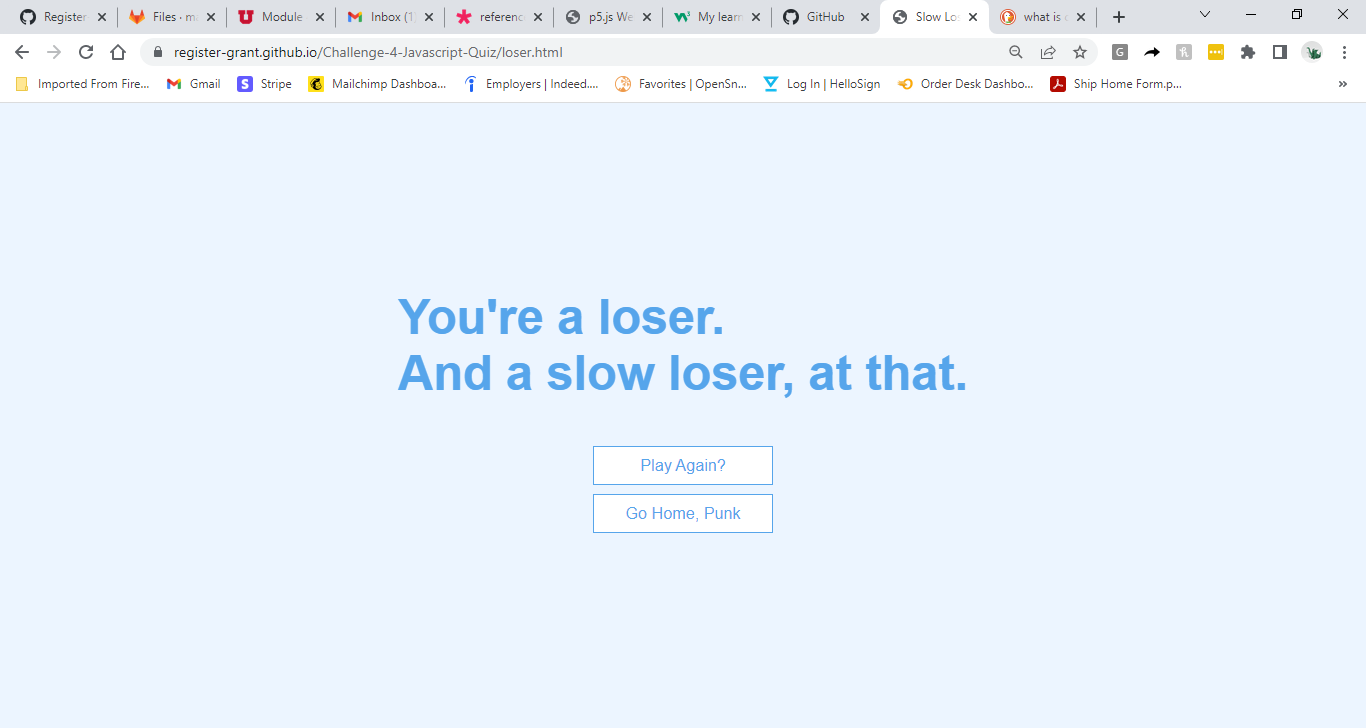 Register
Files · ma
Module
Inbox (1
reference
p5.js We
My learn
GitHub
Slow Los
what is
register-grant.github.io/Challenge-4-Javascript-Quiz/loser.html
G
Imported From Fire...
Gmail
Stripe
Mailchimp Dashboa...
Employers | Indeed....
Favorites | OpenSn...
Log In | HelloSign
Order Desk Dashbo...
Ship Home Form.p...
You're a loser.
And a slow loser, at that.
Play Again?
Go Home, Punk